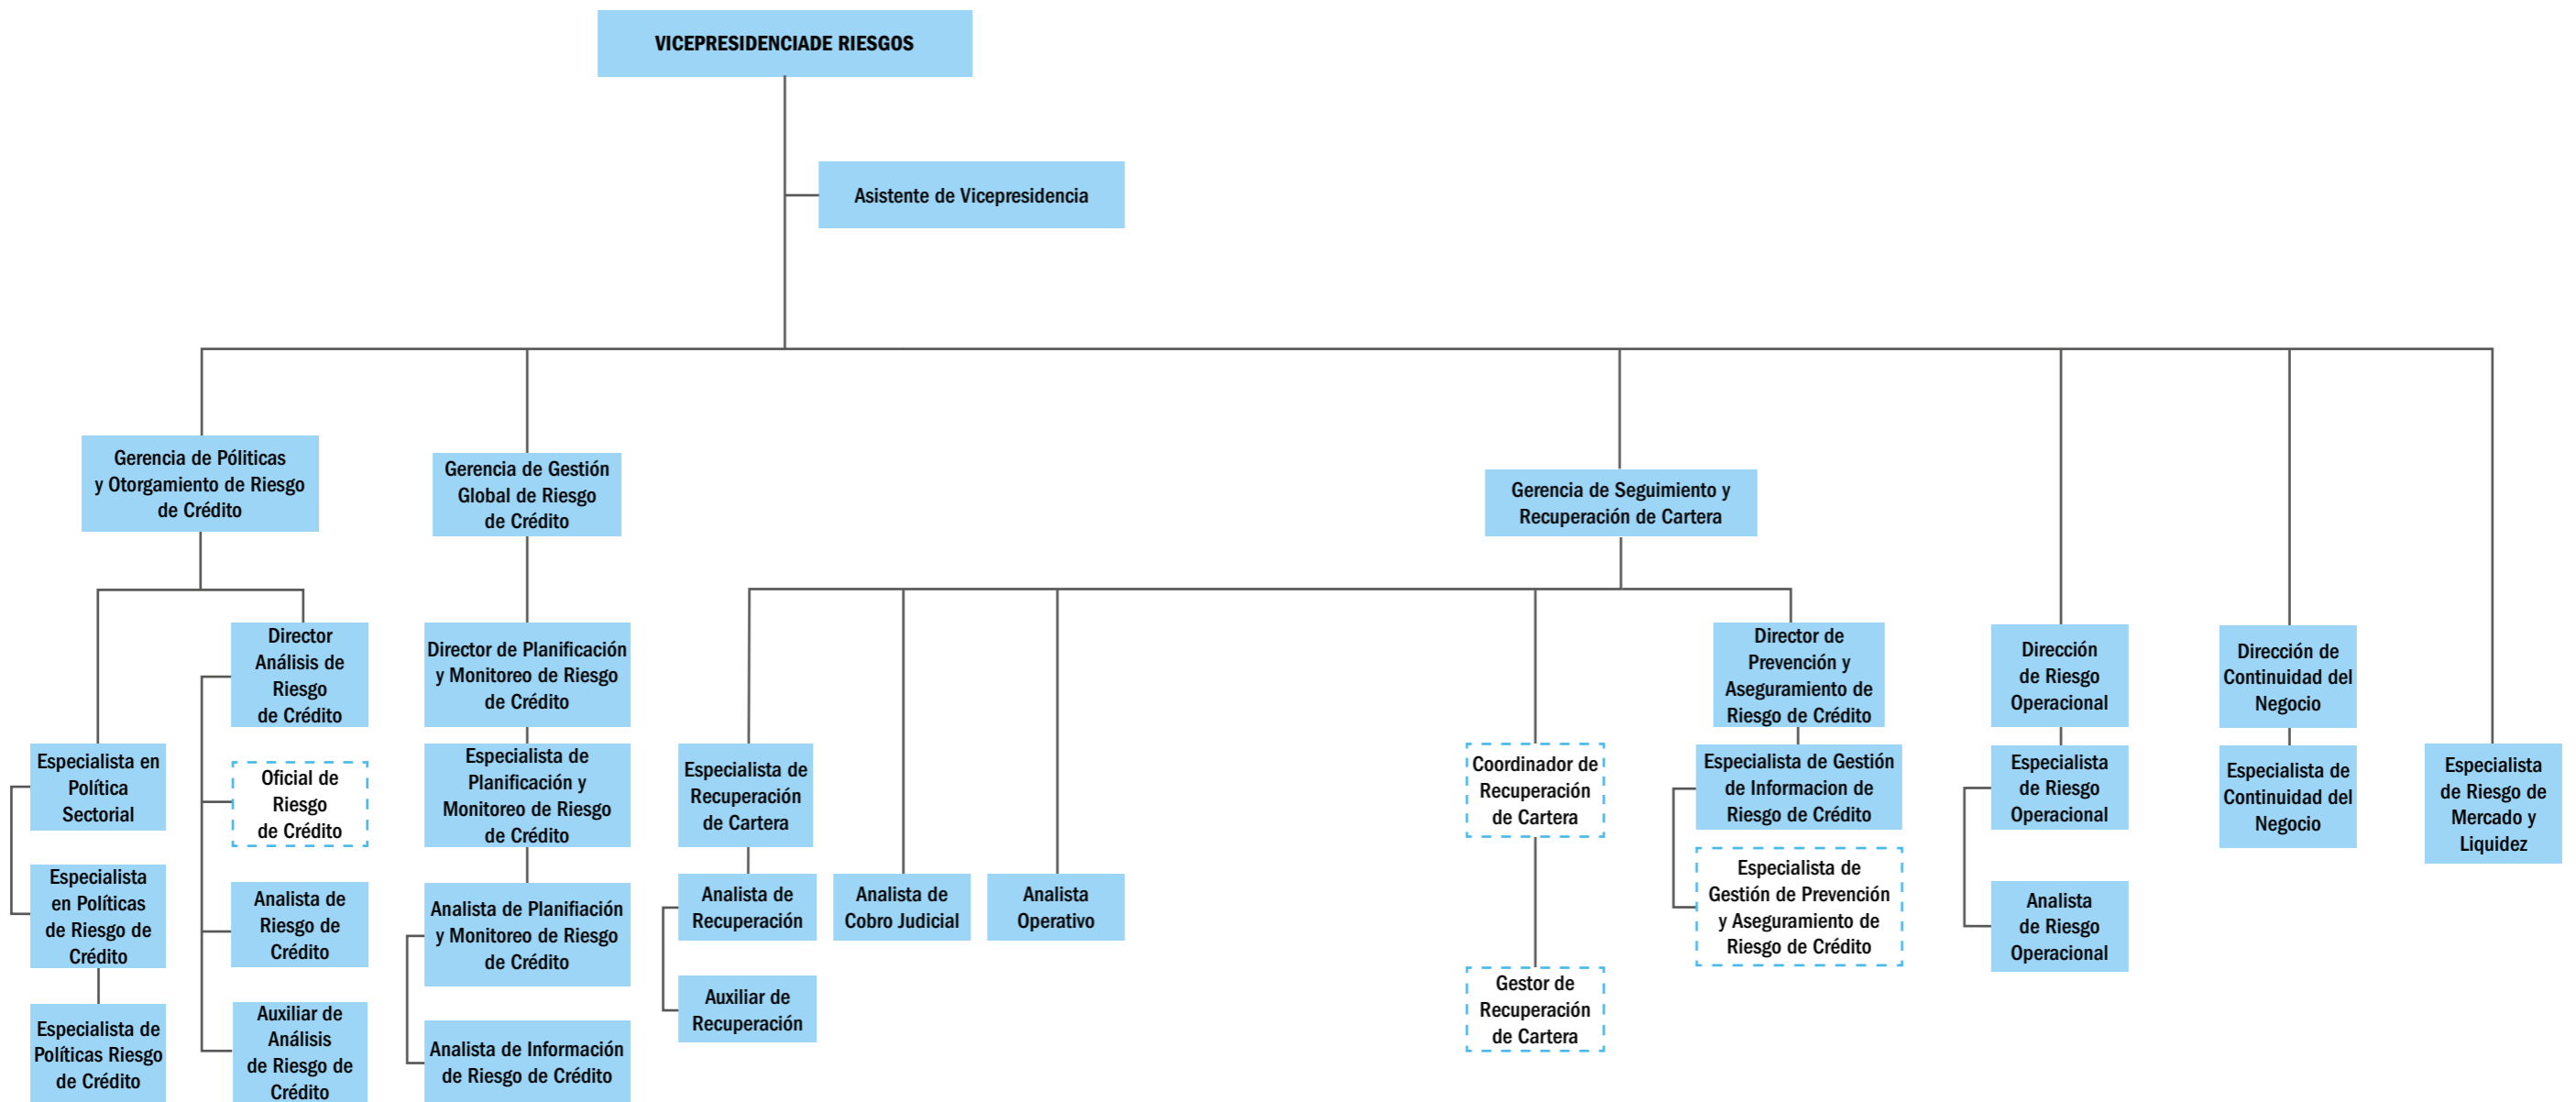 VICEPRESIDENCIADE RIESGOS
Asistente de Vicepresidencia
Gerencia de Póliticas
y Otorgamiento de Riesgo
de Crédito
Gerencia de Gestión
Global de Riesgo
de Crédito
Gerencia de Seguimiento y
Recuperación de Cartera
Director
Análisis de
Riesgo
de Crédito
Director de Planificación
y Monitoreo de Riesgo
de Crédito
Director de
Prevención y
Aseguramiento de
Riesgo de Crédito
Dirección
de Riesgo
Operacional
Dirección de
Continuidad del
Negocio
Especialista en
Política
Sectorial
Oficial de
Riesgo
de Crédito
Especialista de
Planificación y
Monitoreo de Riesgo
de Crédito
Especialista de
Recuperación
de Cartera
Coordinador de
Recuperación
de Cartera
Especialista de Gestión
de Informacion de
Riesgo de Crédito
Especialista
de Riesgo
Operacional
Especialista de
Continuidad del
Negocio
Especialista
de Riesgo de
Mercado y
Liquidez
Especialista
en Políticas
de Riesgo de
Crédito
Analista de
Riesgo de
Crédito
Analista de Planifiación
y Monitoreo de Riesgo
de Crédito
Analista de
Recuperación
Analista de
Cobro Judicial
Analista
Operativo
Especialista de
Gestión de Prevención
y Aseguramiento de
Riesgo de Crédito
Analista
de Riesgo
Operacional
Especialista de
Políticas Riesgo
de Crédito
Auxiliar de
Análisis
de Riesgo de
Crédito
Analista de Información
de Riesgo de Crédito
Auxiliar de
Recuperación
Gestor de
Recuperación
de Cartera